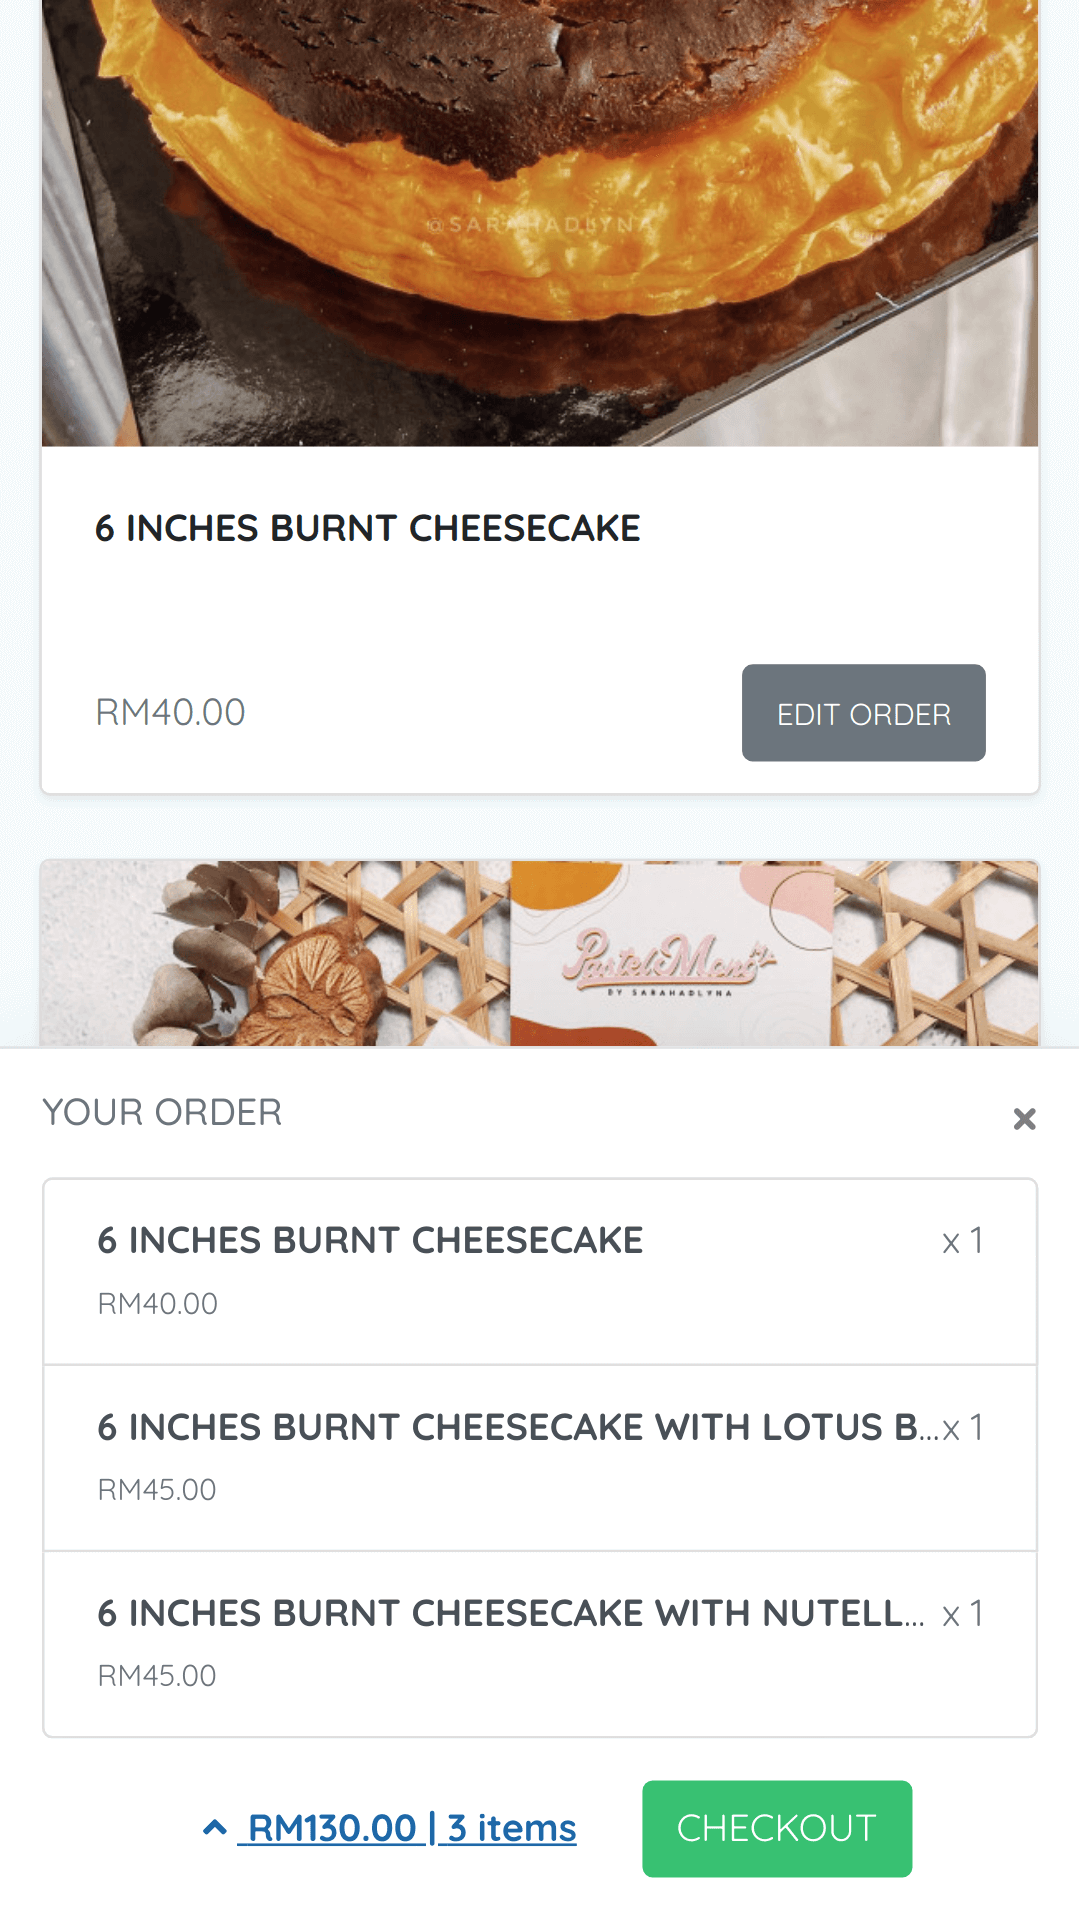 @SARAHADLYNA
6 INCHES BURNT CHEESECAKE
RM40.00
EDIT ORDER
PastelMono
BY SARAHADLYNA
YOUR ORDER
6 INCHES BURNT CHEESECAKE x 1
RM40.00
6 INCHES BURNT CHEESECAKE WITH LOTUS B... x 1
RM45.00
6 INCHES BURNT CHEESECAKE WITH NUTELL... x 1
RM45.00
RM130.00 | 3 items
CHECKOUT